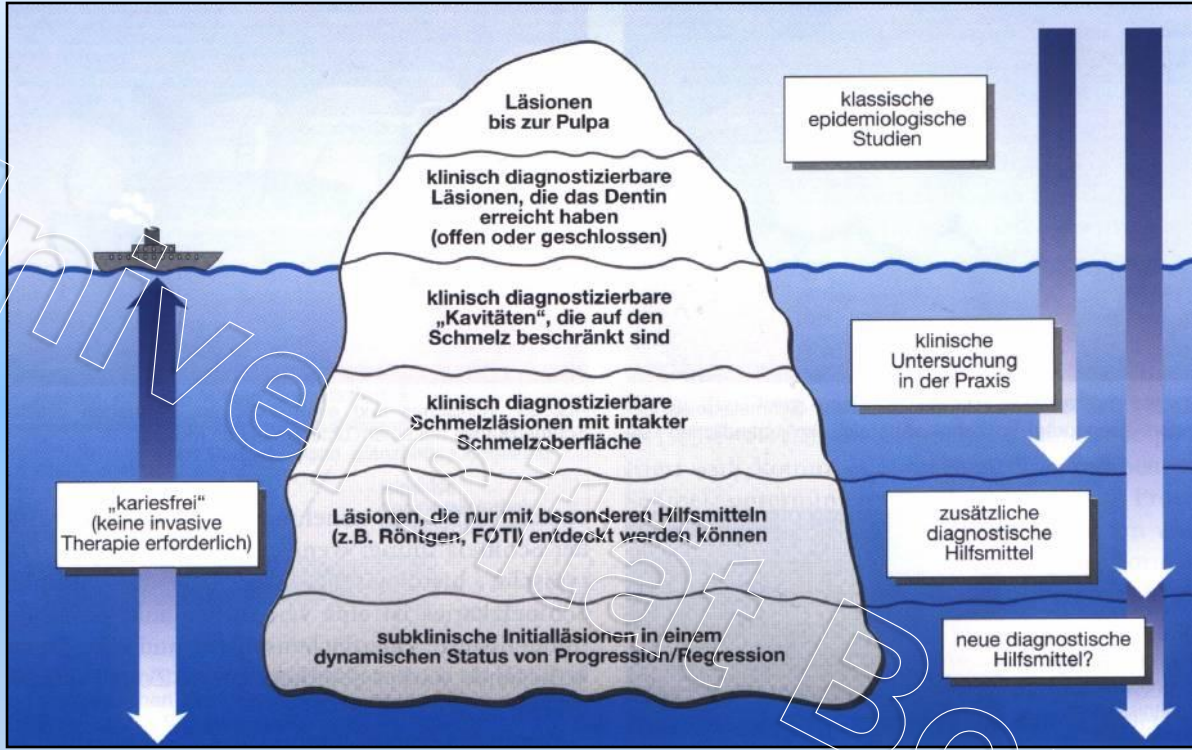 Läsionen
bis zur Pulpa
klinisch diagnostizierbare
Läsionen, die das Dentin
erreicht haben
(offen oder geschlossen)
klinisch diagnostizierbare
„Kavitäten“, die auf den
Schmelz beschränkt sind
klinisch diagnostizierbare
Schmelzläsionen mit intakter
Schmelzoberfläche
Läsionen, die nur mit besonderen Hilfsmitteln
(z.B. Röntgen, FOTI) entdeckt werden können
subklinische Initialläsionen in einem
dynamischen Status von Progression/Regression
klassische
epidemiologische
Studien
klinische
Untersuchung
in der Praxis
zusätzliche
diagnostische
Hilfsmittel
neue diagnostische
Hilfsmittel?
„kariesfrei“
(keine invasive
Therapie erforderlich)
Universität Bo